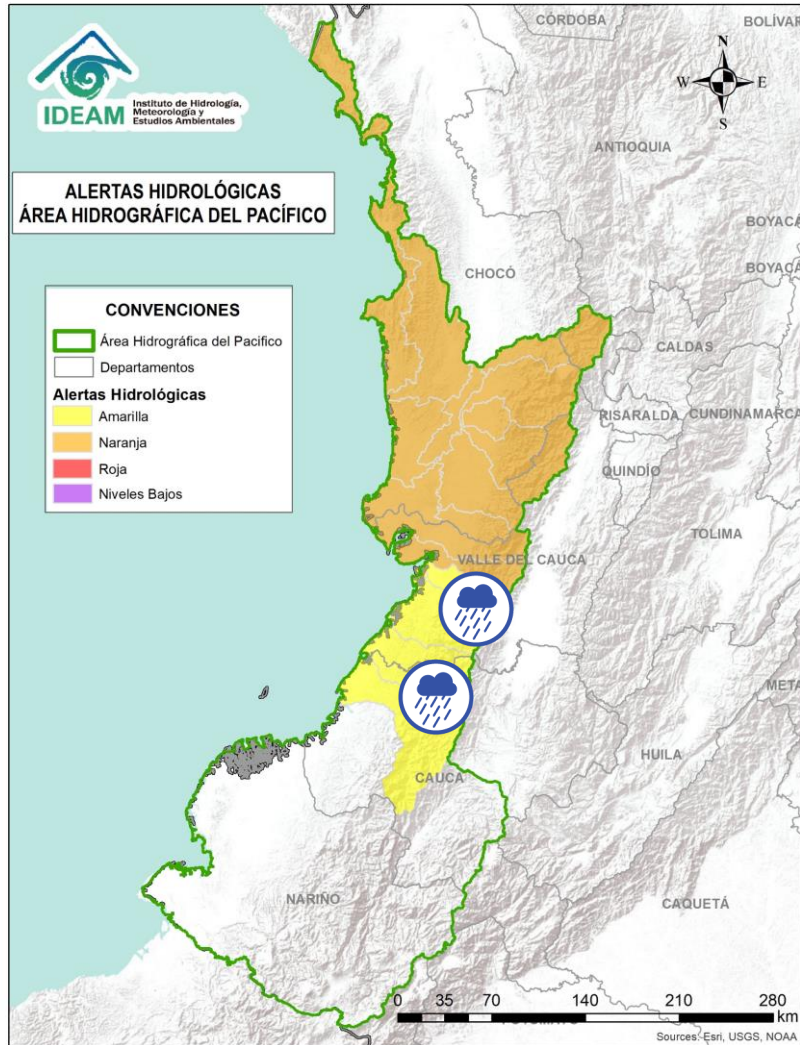 CÓRDOBA
BOLÍVAR
IDEAM
Instituto de Hidrología,
Meteorología y
Estudios Ambientales
N
W E
S
ANTIOQUIA
ALERTAS HIDROLÓGICAS
ÁREA HIDROGRÁFICA DEL PACÍFICO
BOYACÁ
CHOCÓ
BOYACÁ
CONVENCIONES
Área Hidrográfica del Pacifico
Departamentos
Alertas Hidrológicas
Amarilla
Naranja
Roja
Niveles Bajos
CALDAS
RISARALDA
CUNDINAMARCA
QUINDÍO
TOLIMA
VALLE DEL CAUCA
META
HUILA
CAUCA
NARIÑO
CAQUETÁ
0 35 70 140 210 280
km
Sources: Esri, USGS, NOAA